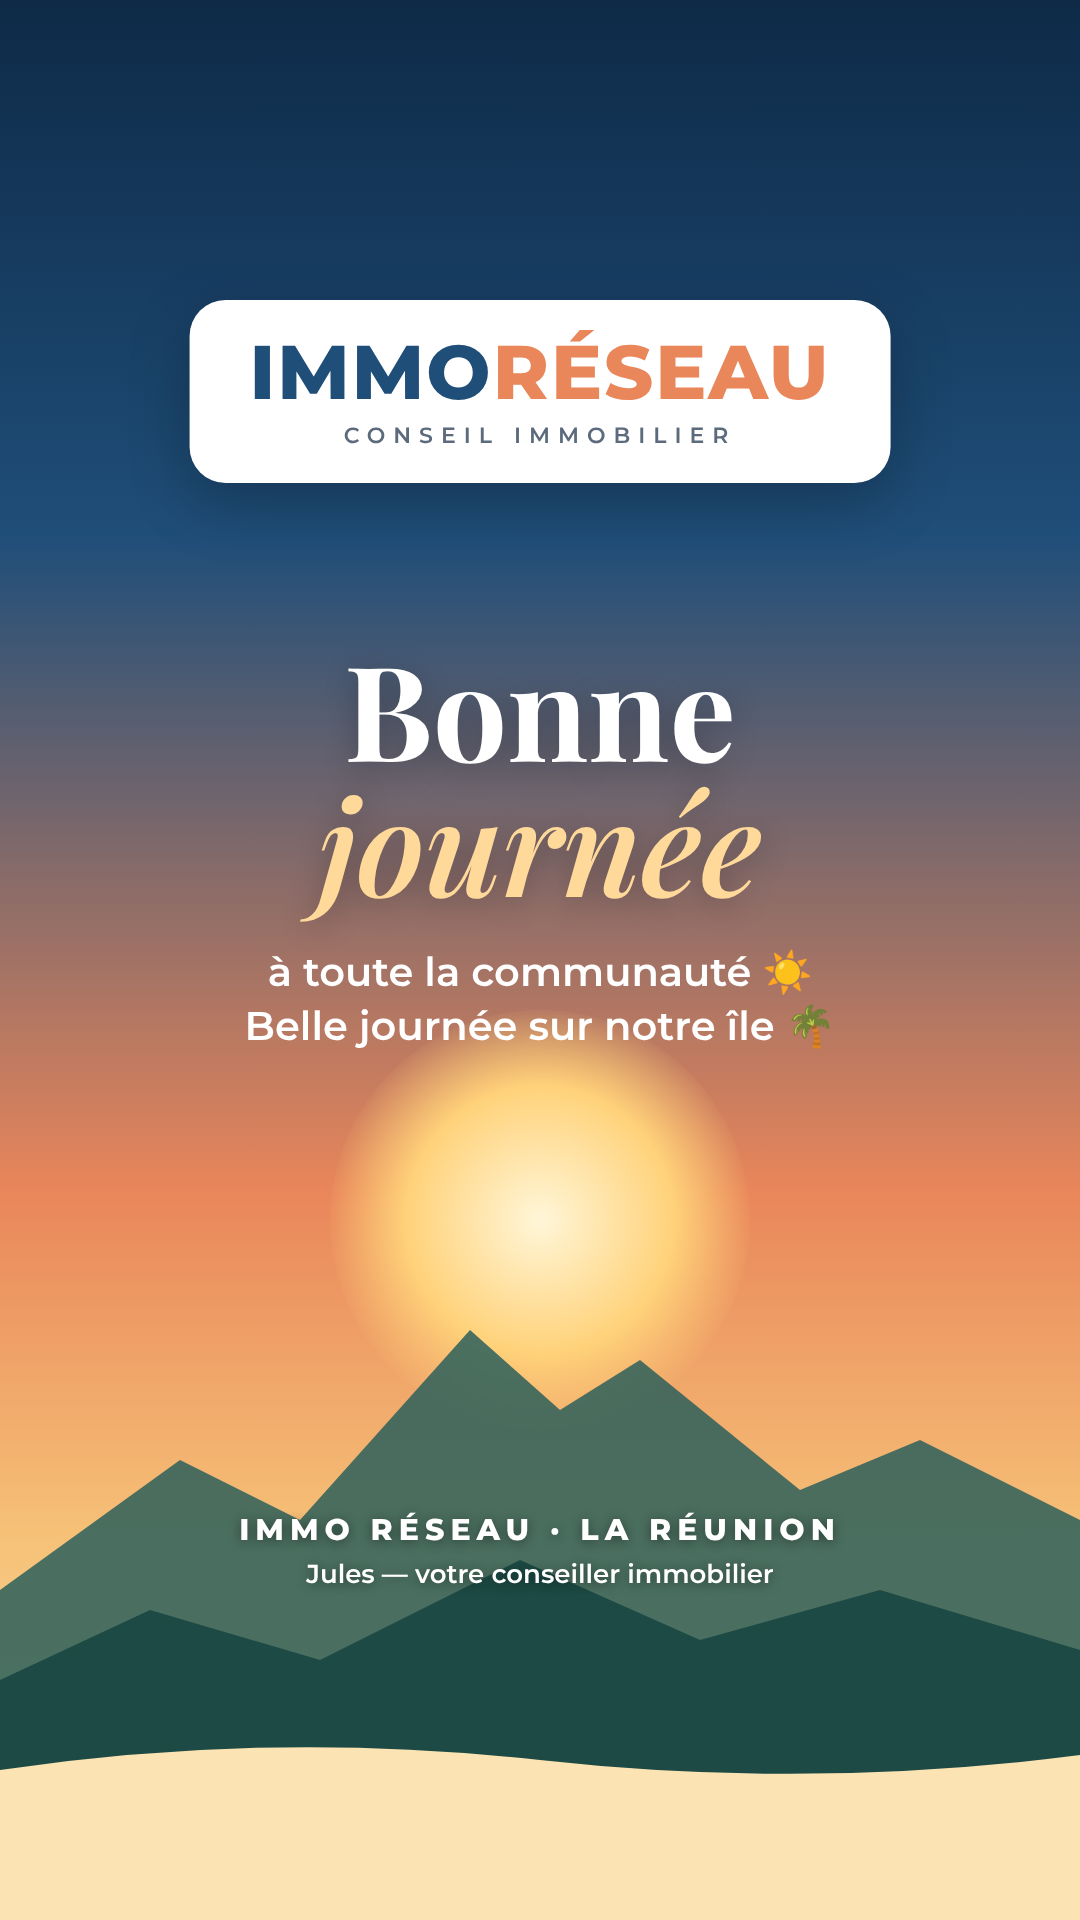 IMMORÉSEAU
CONSEIL IMMOBILIER
Bonne
journée
à toute la communauté ☀️
Belle journée sur notre île 🌴
IMMO RÉSEAU · LA RÉUNION
Jules — votre conseiller immobilier